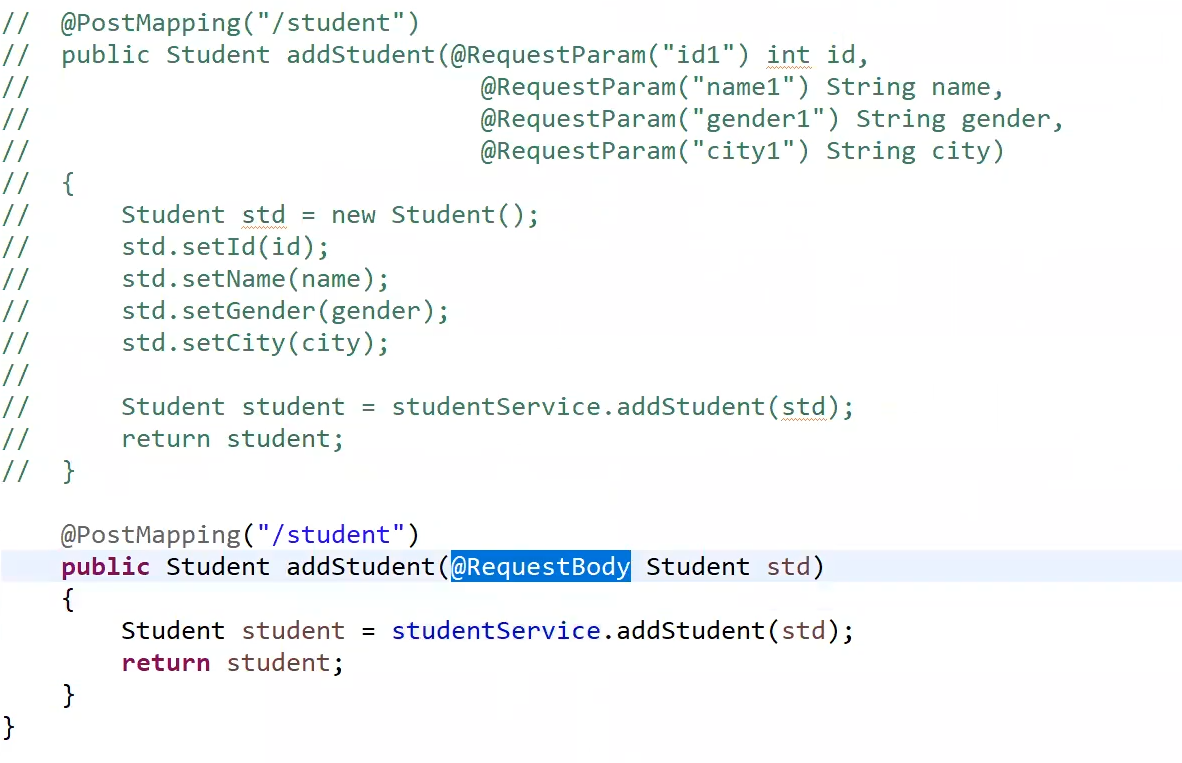 //  @PostMapping("/student")
//  public Student addStudent(@RequestParam("id1") int id,
//                              @RequestParam("name1") String name,
//                              @RequestParam("gender1") String gender,
//                              @RequestParam("city1") String city)
//  {
//      Student std = new Student();
//      std.setId(id);
//      std.setName(name);
//      std.setGender(gender);
//      std.setCity(city);
//
//      Student student = studentService.addStudent(std);
//      return student;
//  }
    @PostMapping("/student")
    public Student addStudent(@RequestBody Student std)
    {
        Student student = studentService.addStudent(std);
        return student;
    }
}